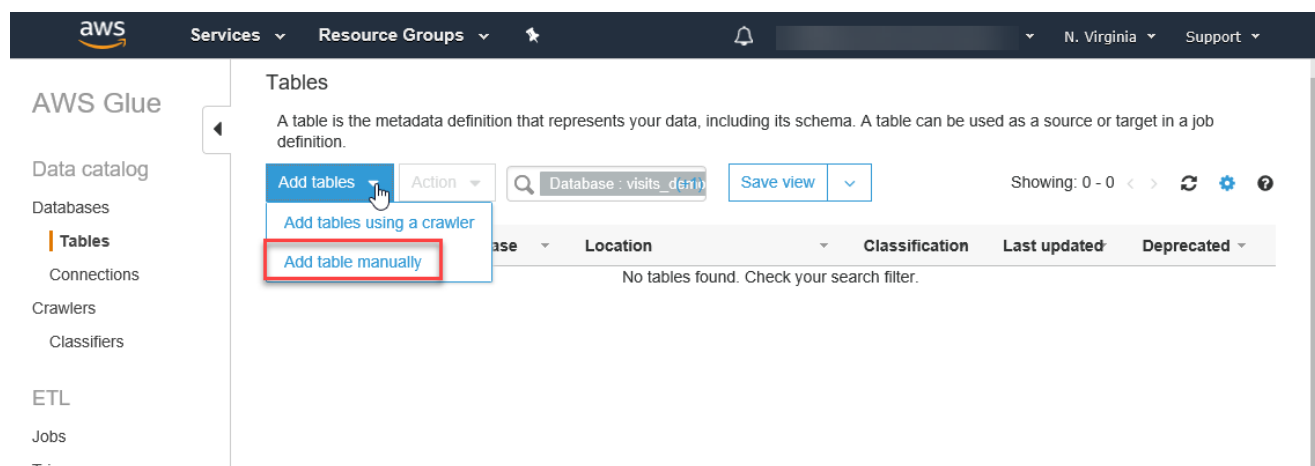 aws Services Resource Groups N. Virginia Support
AWS Glue
Data catalog
Databases
Tables
Connections
Crawlers
Classifiers
ETL
Jobs
Tables
A table is the metadata definition that represents your data, including its schema. A table can be used as a source or target in a job
definition.
Add tables Action Database : visits_demo Save view Showing: 0 - 0
Add tables using a crawler
Add table manually
Location Classification Last updated Deprecated
No tables found. Check your search filter.